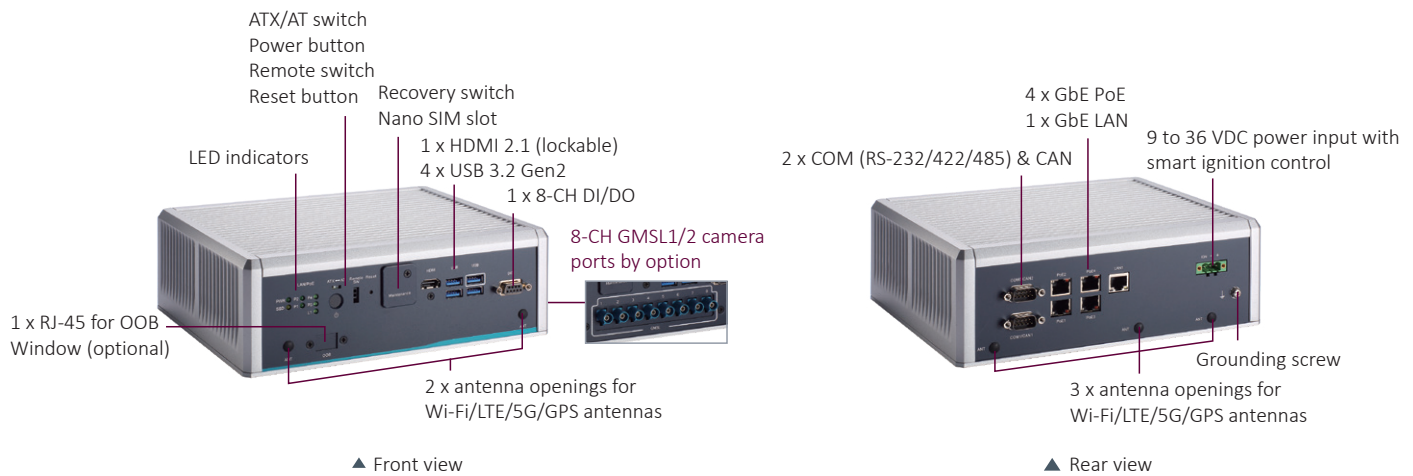 ATX/AT switch
Power button
Remote switch
Reset button
Recovery switch
Nano SIM slot
1 x HDMI 2.1 (lockable)
4 x USB 3.2 Gen2
1 x 8-CH DI/DO
LED indicators
8-CH GMSL1/2 camera
ports by option
1 x RJ-45 for OOB
Window (optional)
OOB
2 x antenna openings for
Wi-Fi/LTE/5G/GPS antennas
▲ Front view
4 x GbE PoE
1 x GbE LAN
2 x COM (RS-232/422/485) & CAN
9 to 36 VDC power input with
smart ignition control
ANT
ANT
ANT
Grounding screw
3 x antenna openings for
Wi-Fi/LTE/5G/GPS antennas
▲ Rear view